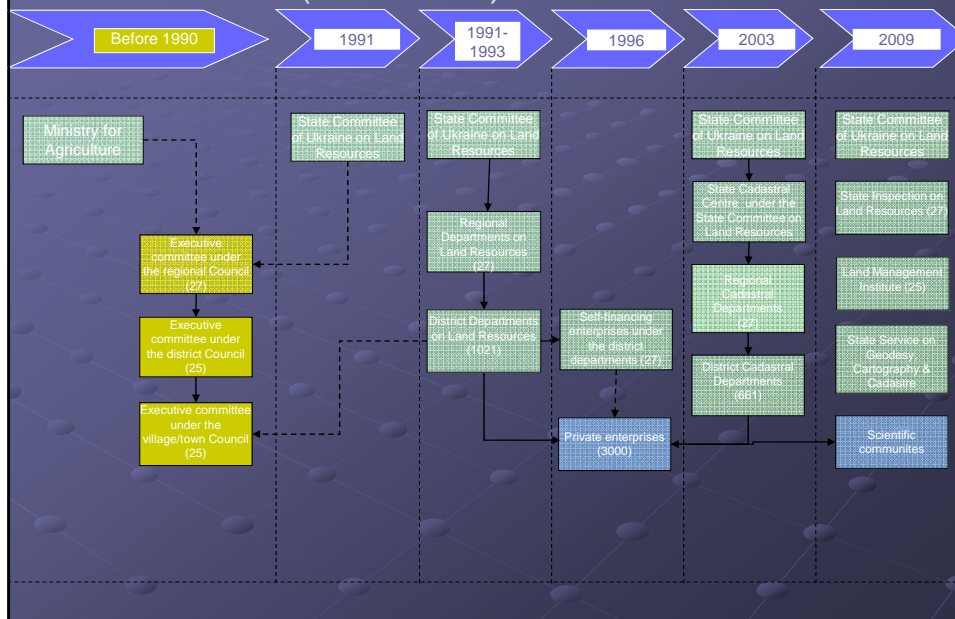 Before 1990
1991
1991-
1993
1996
2003
2009
Ministry for
Agriculture
Executive
committee under
the regional Council
(27)
Executive
committee under
the district Council
(25)
Executive committee
under the
village/town Council
(25)
State Committee
of Ukraine on Land
Resources
State Committee
of Ukraine on Land
Resources
Regional
Departments on
Land Resources
(27)
District Departments
on Land Resources
(1021)
Self-financing
enterprises under
the district
departments (27)
Private enterprises
(3000)
State Committee
of Ukraine on Land
Resources
State Cadastral
Centre under the
State Committee on
Land Resources
Regional
Cadastral
Departments
(27)
District Cadastral
Departments
(661)
State Committee
of Ukraine on Land
Resources
State Inspection on
Land Resources (27)
Land Management
Institute (25)
State Service on
Geodesy,
Cartography &
Cadastre
Scientific
communites